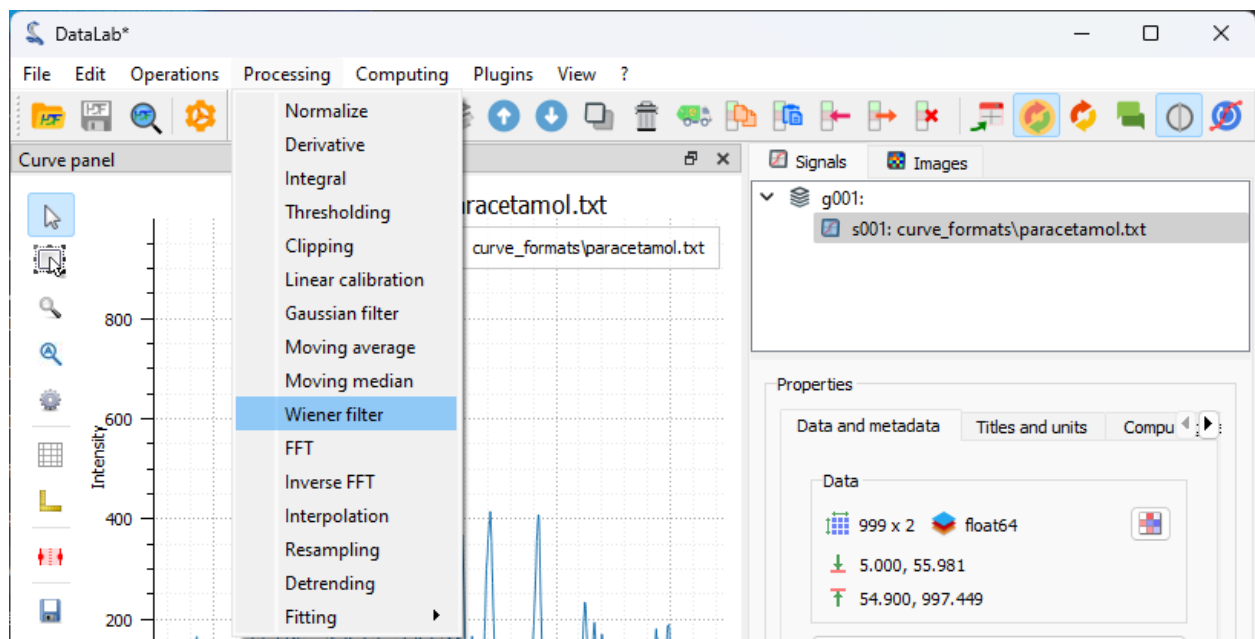 DataLab*
File Edit Operations Processing Computing Plugins View ?
Curve panel
Normalize
Derivative
Integral
Thresholding
Clipping
Linear calibration
Gaussian filter
Moving average
Moving median
Wiener filter
FFT
Inverse FFT
Interpolation
Resampling
Detrending
Fitting
racetamol.txt
curve_formats\paracetamol.txt
Intensity
800
600
400
200
Signals Images
g001:
s001: curve_formats\paracetamol.txt
Properties
Data and metadata Titles and units Compu
Data
999 x 2 float64
5.000, 55.981
54.900, 997.449